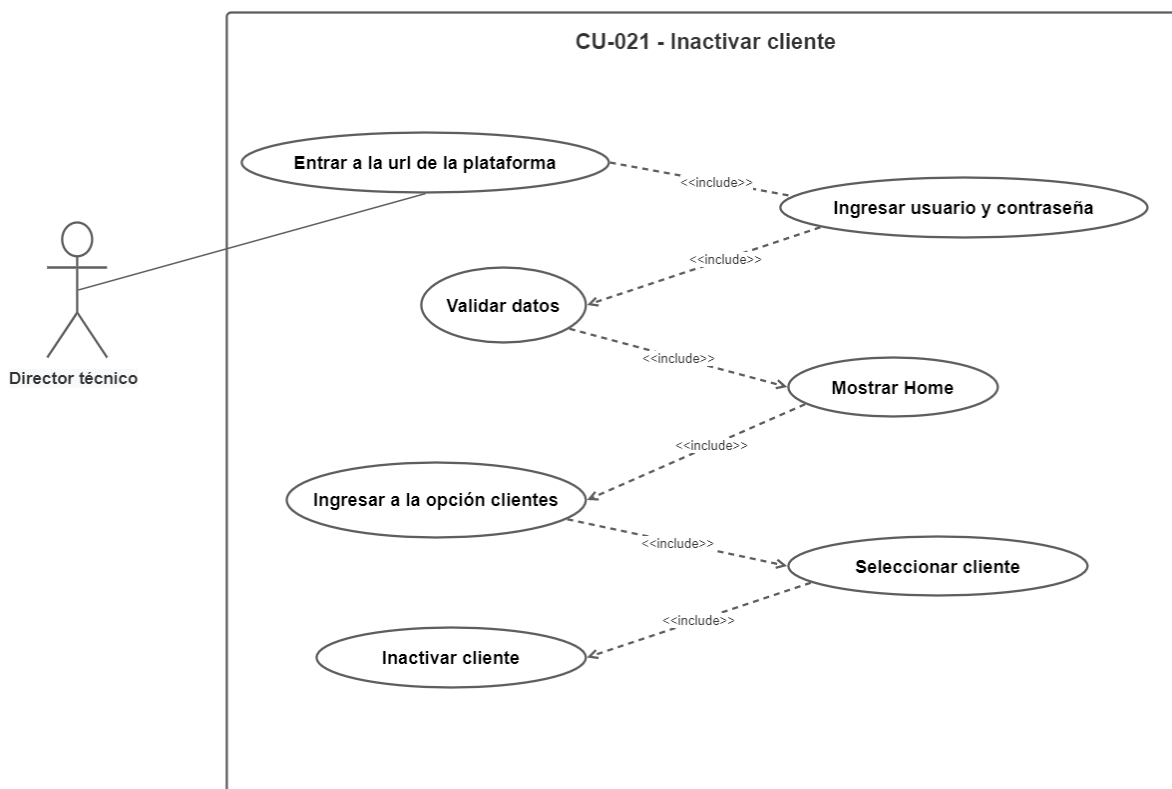 CU-021 - Inactivar cliente
Entrar a la url de la plataforma
<<include>>
Ingresar usuario y contraseña
<<include>>
Validar datos
<<include>>
Mostrar Home
Director técnico
<<include>>
Ingresar a la opción clientes
<<include>>
Seleccionar cliente
<<include>>
Inactivar cliente